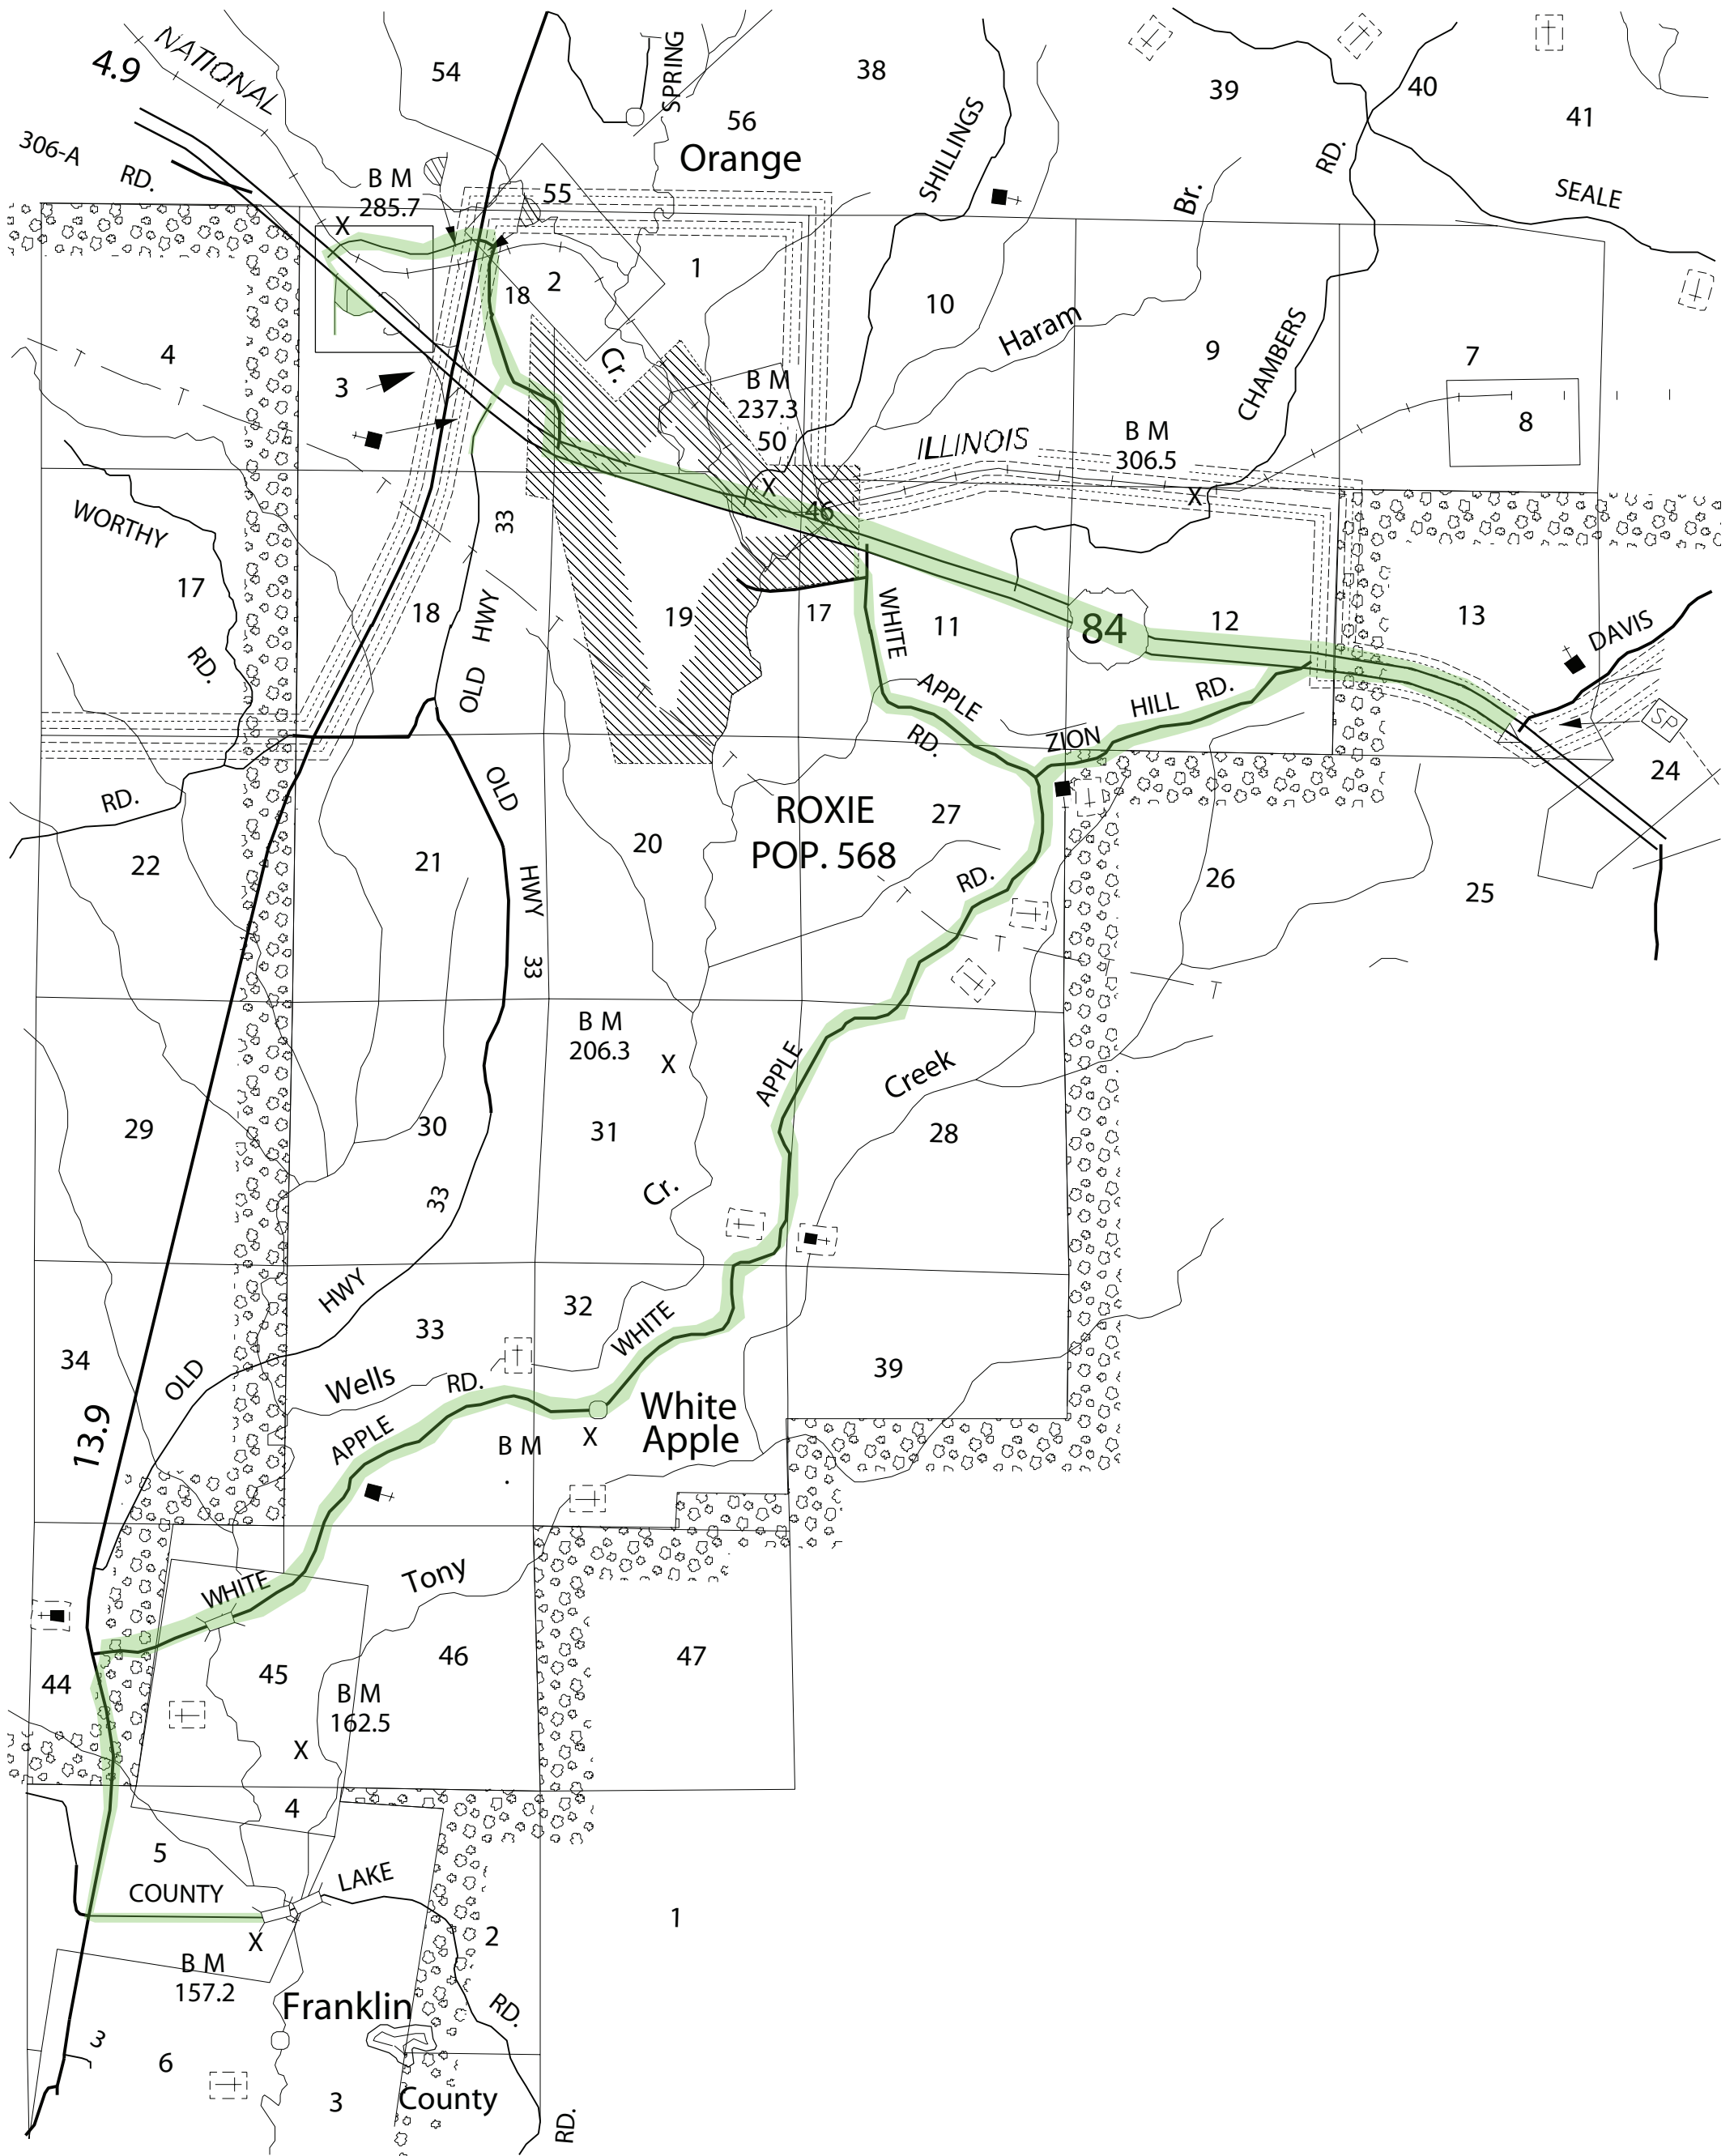 NATIONAL
4.9
54
SPRING
38
39
40
41
56
Orange
SHILLINGS
RD.
306-A
RD.
B M
285.7
X
55
Br.
SEALE
4
3
18
2
1
Cr.
10
Haram
9
CHAMBERS
7
8
B M
237.3
50
X
ILLINOIS
B M
306.5
X
46
WORTHY
RD.
17
18
33
OLD HWY
19
17
WHITE
11
84
12
13
DAVIS
APPLE
RD.
ZION HILL RD.
SP
24
RD.
22
21
OLD
HWY
33
20
ROXIE
POP. 568
27
RD.
26
25
T
T
T
T
T
T
T
T
T
T
29
30
33
B M
206.3
X
31
APPLE
Creek
28
Cr.
34
OLD
HWY
33
32
WHITE
39
13.9
Wells
RD.
APPLE
B M
X
White
Apple
WHITE
Tony
44
45
46
47
B M
162.5
X
4
5
COUNTY
LAKE
X
B M
157.2
2
1
Franklin
RD.
3
6
3
County
RD.